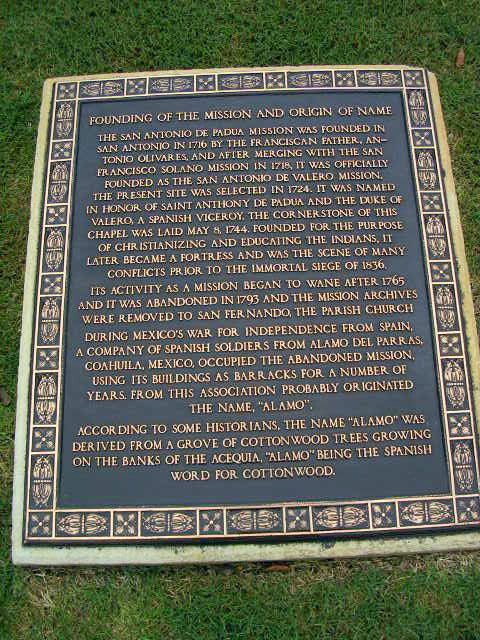 FOUNDING OF THE MISSION AND ORIGIN OF NAME
THE SAN ANTONIO DE PADUA MISSION WAS FOUNDED IN
SAN ANTONIO IN 1716 BY THE FRANCISCAN FATHER, AN-
TONIO OLIVARES, AND AFTER MERGING WITH THE SAN
FRANCISCO SOLANO MISSION IN 1718, IT WAS OFFICIALLY
FOUNDED AS THE SAN ANTONIO DE VALERO MISSION.
THE PRESENT SITE WAS SELECTED IN 1724. IT WAS NAMED
IN HONOR OF SAINT ANTHONY DE PADUA AND THE DUKE OF
VALERO, A SPANISH VICEROY. THE CORNERSTONE OF THIS
CHAPEL WAS LAID MAY 8, 1744. FOUNDED FOR THE PURPOSE
OF CHRISTIANIZING AND EDUCATING THE INDIANS, IT
LATER BECAME A FORTRESS AND WAS THE SCENE OF MANY
CONFLICTS PRIOR TO THE IMMORTAL SIEGE OF 1836.
ITS ACTIVITY AS A MISSION BEGAN TO WANE AFTER 1765
AND IT WAS ABANDONED IN 1793 AND THE MISSION ARCHIVES
WERE REMOVED TO SAN FERNANDO, THE PARISH CHURCH
DURING MEXICO'S WAR FOR INDEPENDENCE FROM SPAIN,
A COMPANY OF SPANISH SOLDIERS FROM ALAMO DEL PARRAS,
COAHUILA, MEXICO, OCCUPIED THE ABANDONED MISSION,
USING ITS BUILDINGS AS BARRACKS FOR A NUMBER OF
YEARS. FROM THIS ASSOCIATION PROBABLY ORIGINATED
THE NAME, "ALAMO".
ACCORDING TO SOME HISTORIANS, THE NAME "ALAMO" WAS
DERIVED FROM A GROVE OF COTTONWOOD TREES GROWING
ON THE BANKS OF THE ACEQUIA, "ALAMO" BEING THE SPANISH
WORD FOR COTTONWOOD.